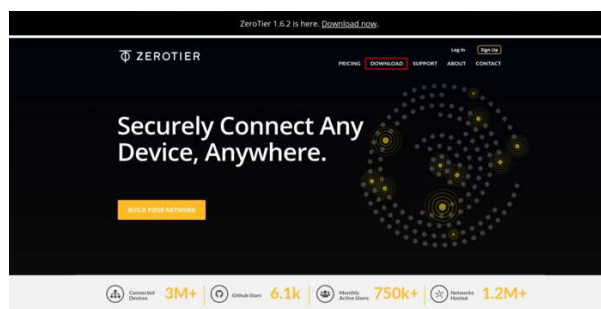 ZeroTier 1.6.2 is here. Download now.
ZEROTIER
Log In Sign Up
PRICING DOWNLOAD SUPPORT ABOUT CONTACT
Securely Connect Any
Device, Anywhere.
BUILD YOUR NETWORK
Connected
Devices
3M+
Github Stars
6.1k
Monthly
Active Users
750k+
Networks
Hosted
1.2M+